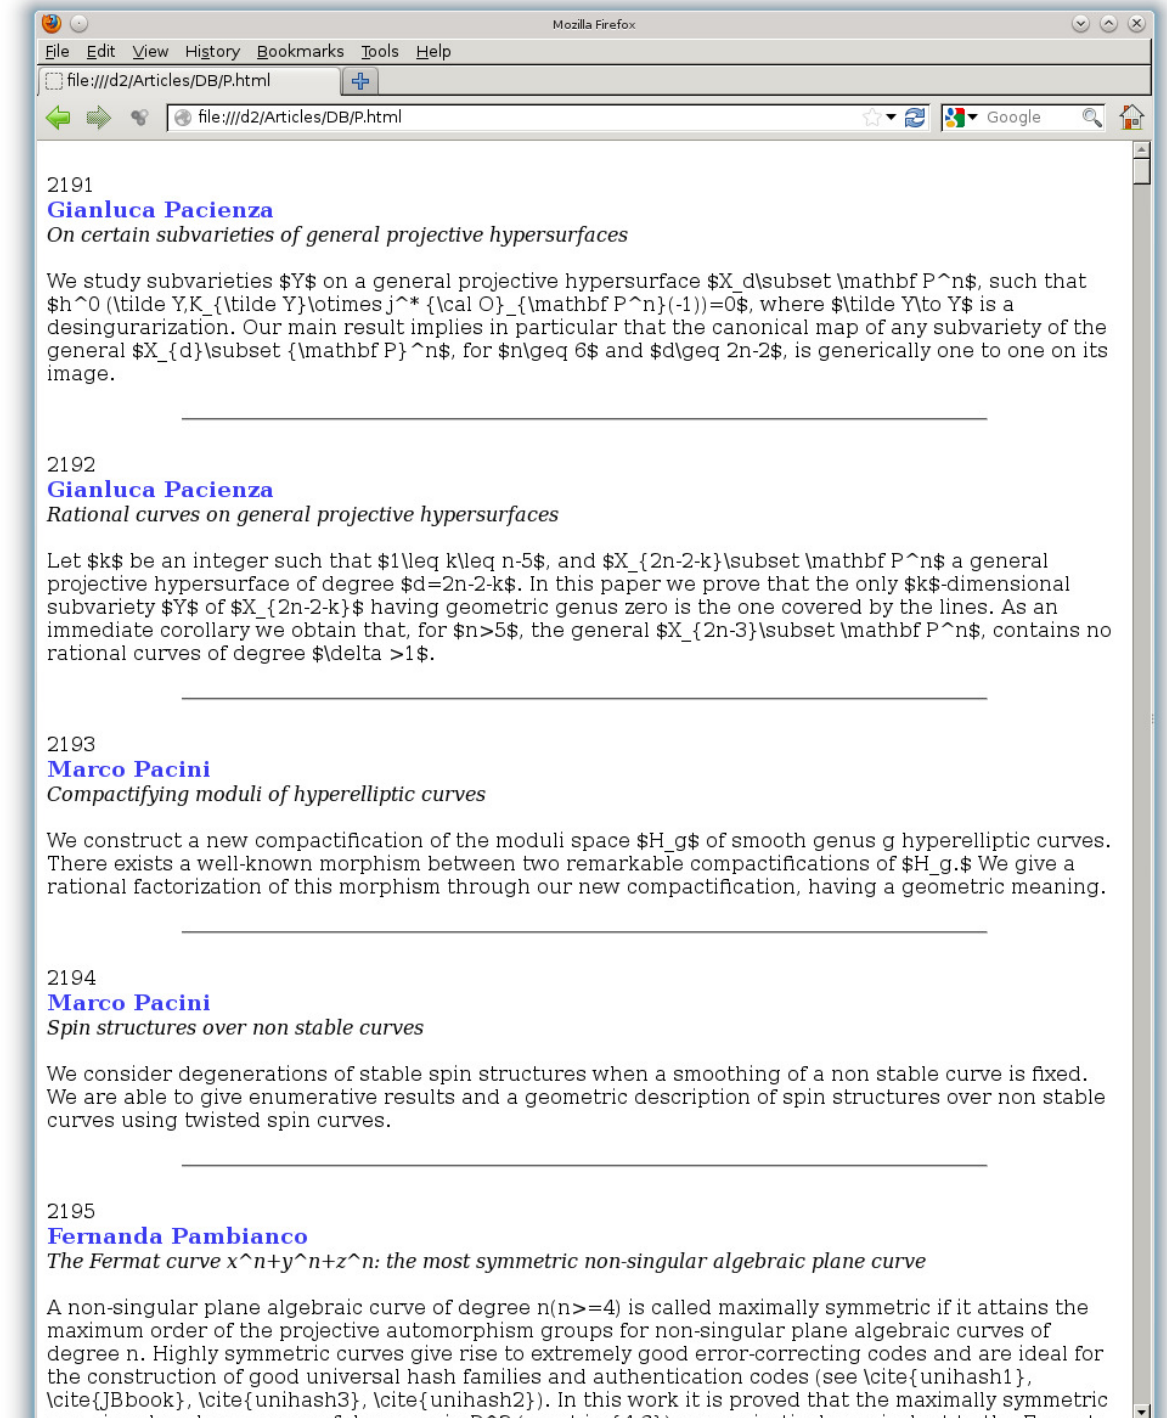 Mozilla Firefox
File Edit View History Bookmarks Tools Help
file:///d2/Articles/DB/P.html
file:///d2/Articles/DB/P.html Google
2191
Gianluca Pacienza
On certain subvarieties of general projective hypersurfaces
We study subvarieties $Y$ on a general projective hypersurface $X_d\subset \mathbf P^n$, such that
$h^0 (\tilde Y,K_{\tilde Y}\otimes j^* {\cal O}_{\mathbf P^n}(-1))=0$, where $\tilde Y\to Y$ is a
desingurarization. Our main result implies in particular that the canonical map of any subvariety of the
general $X_{d}\subset {\mathbf P}^n$, for $n\geq 6$ and $d\geq 2n-2$, is generically one to one on its
image.
2192
Gianluca Pacienza
Rational curves on general projective hypersurfaces
Let $k$ be an integer such that $1\leq k\leq n-5$, and $X_{2n-2-k}\subset \mathbf P^n$ a general
projective hypersurface of degree $d=2n-2-k$. In this paper we prove that the only $k$-dimensional
subvariety $Y$ of $X_{2n-2-k}$ having geometric genus zero is the one covered by the lines. As an
immediate corollary we obtain that, for $n>5$, the general $X_{2n-3}\subset \mathbf P^n$, contains no
rational curves of degree $\delta >1$.
2193
Marco Pacini
Compactifying moduli of hyperelliptic curves
We construct a new compactification of the moduli space $H_g$ of smooth genus g hyperelliptic curves.
There exists a well-known morphism between two remarkable compactifications of $H_g.$ We give a
rational factorization of this morphism through our new compactification, having a geometric meaning.
2194
Marco Pacini
Spin structures over non stable curves
We consider degenerations of stable spin structures when a smoothing of a non stable curve is fixed.
We are able to give enumerative results and a geometric description of spin structures over non stable
curves using twisted spin curves.
2195
Fernanda Pambianco
The Fermat curve x^n+y^n+z^n: the most symmetric non-singular algebraic plane curve
A non-singular plane algebraic curve of degree n(n>=4) is called maximally symmetric if it attains the
maximum order of the projective automorphism groups for non-singular plane algebraic curves of
degree n. Highly symmetric curves give rise to extremely good error-correcting codes and are ideal for
the construction of good universal hash families and authentication codes (see \cite{unihash1},
\cite{JBbook}, \cite{unihash3}, \cite{unihash2}). In this work it is proved that the maximally symmetric